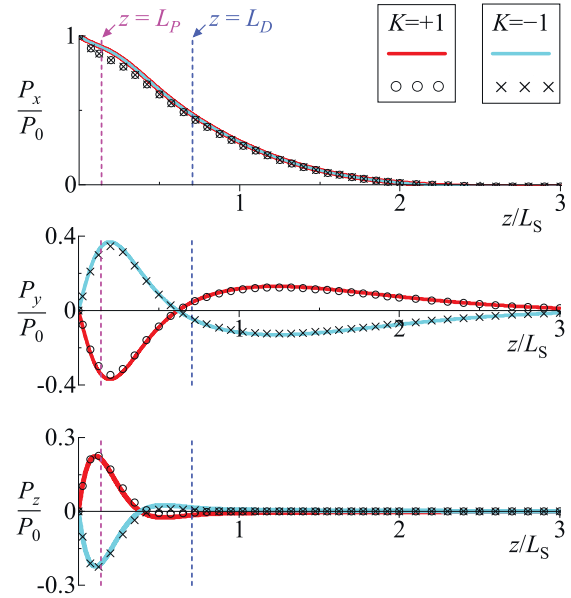 z = L_P
z = L_D
K=+1
K=−1
1
P_x
P_0
0
1
2
3
z/L_S
0.4
P_y
P_0
0
1
2
3
z/L_S
-0.4
0.3
P_z
P_0
0
1
2
3
z/L_S
-0.3